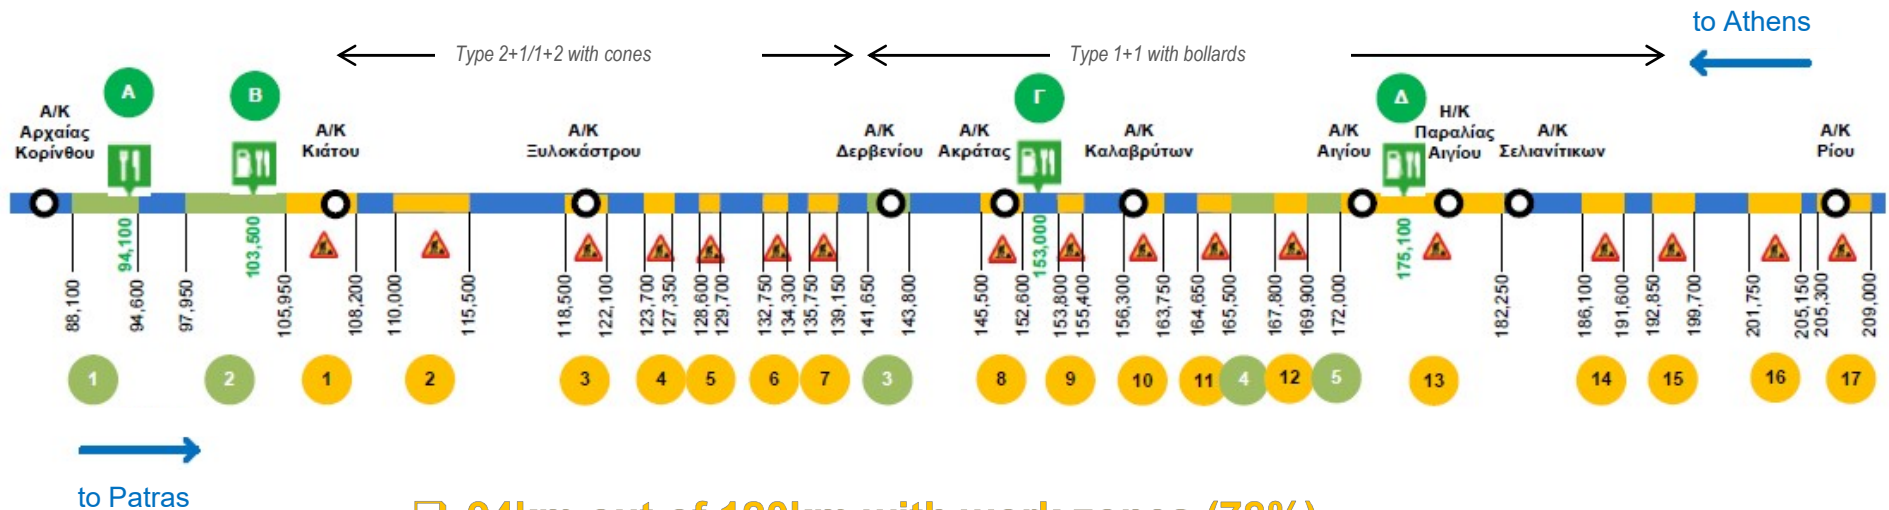 to Athens
Type 2+1/1+2 with cones
Type 1+1 with bollards
A
B
Γ
Δ
Α/Κ
Αρχαίας
Κορίνθου
Α/Κ
Κιάτου
Α/Κ
Ξυλοκάστρου
Α/Κ
Δερβενίου
Α/Κ
Ακράτας
Α/Κ
Καλαβρύτων
Α/Κ
Αιγίου
Η/Κ
Παραλίας
Αιγίου
Α/Κ
Σελιανίτικων
Α/Κ
Ρίου
88,100
94,100
94,600
97,950
103,500
105,950
108,200
110,000
115,500
118,500
122,100
123,700
127,350
128,600
129,700
132,750
134,300
135,750
139,150
141,650
143,800
145,500
152,600
153,000
153,800
155,400
156,300
163,750
164,650
165,500
167,800
169,900
172,000
175,100
182,250
186,100
191,600
192,850
199,700
201,750
205,150
205,300
209,000
1
2
1
2
3
4
5
6
7
3
8
9
10
11
4
12
5
13
14
15
16
17
to Patras
out of 120km with work zones